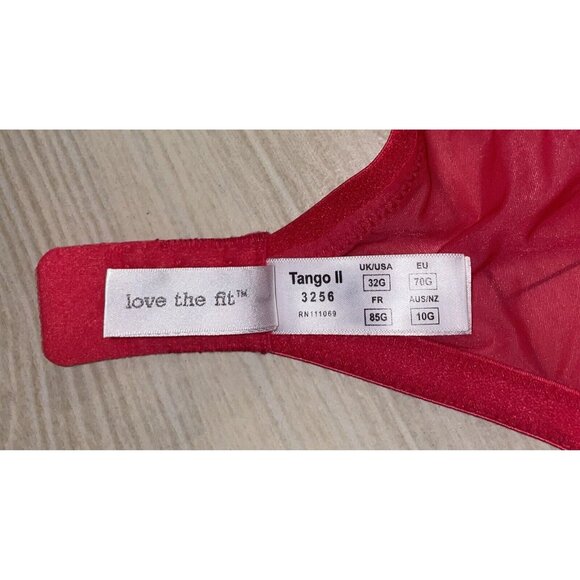 love the fit™
Tango II
3256
RN111069
UK/USA EU
32G 70G
FR AUS/NZ
85G 10G